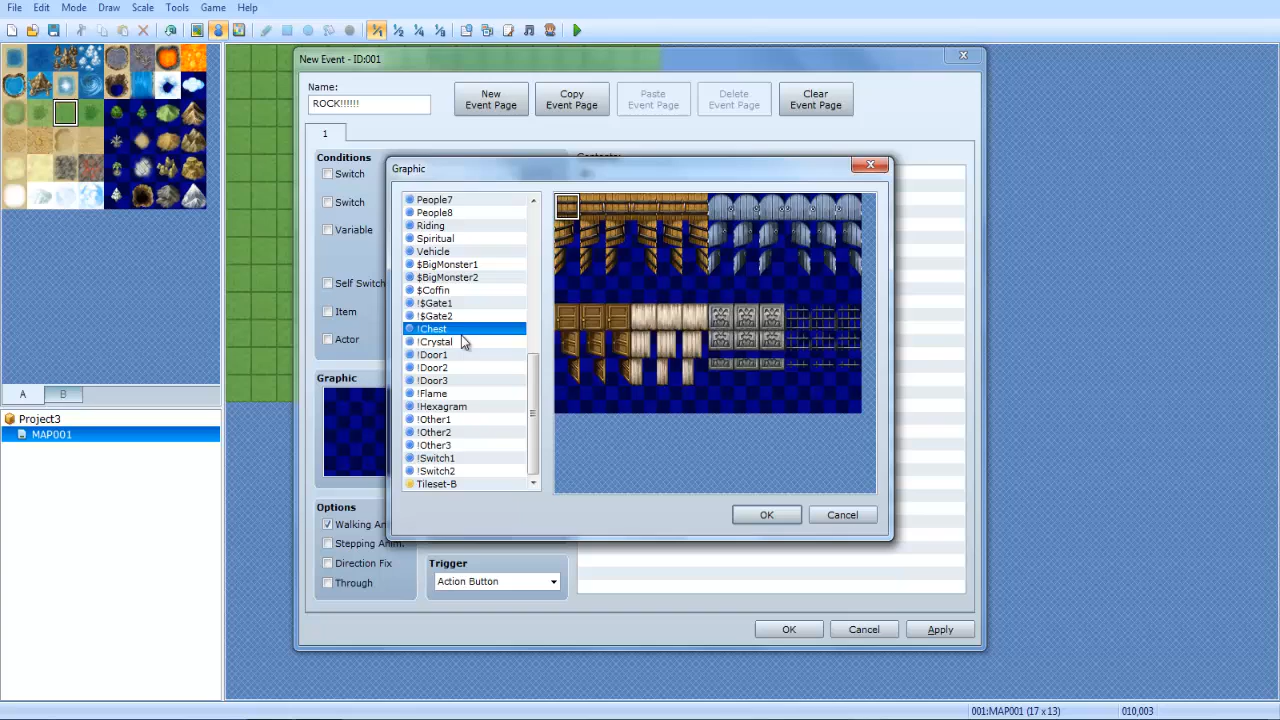 File Edit Mode Draw Scale Tools Game Help
New Event - ID:001
Name:
ROCK!!!!!!
New Event Page
Copy Event Page
Paste Event Page
Delete Event Page
Clear Event Page
1
Conditions
Switch
Switch
Variable
Self Switch
Item
Actor
Graphic
Options
Walking An
Stepping Anim.
Direction Fix
Through
Trigger
Action Button
OK
Cancel
Apply
Graphic
People7
People8
Riding
Spiritual
Vehicle
$BigMonster1
$BigMonster2
$Coffin
!$Gate1
!$Gate2
!Chest
!Crystal
!Door1
!Door2
!Door3
!Flame
!Hexagram
!Other1
!Other2
!Other3
!Switch1
!Switch2
Tileset-B
OK
Cancel
A
B
Project3
MAP001
001:MAP001 (17 x 13)
010,003